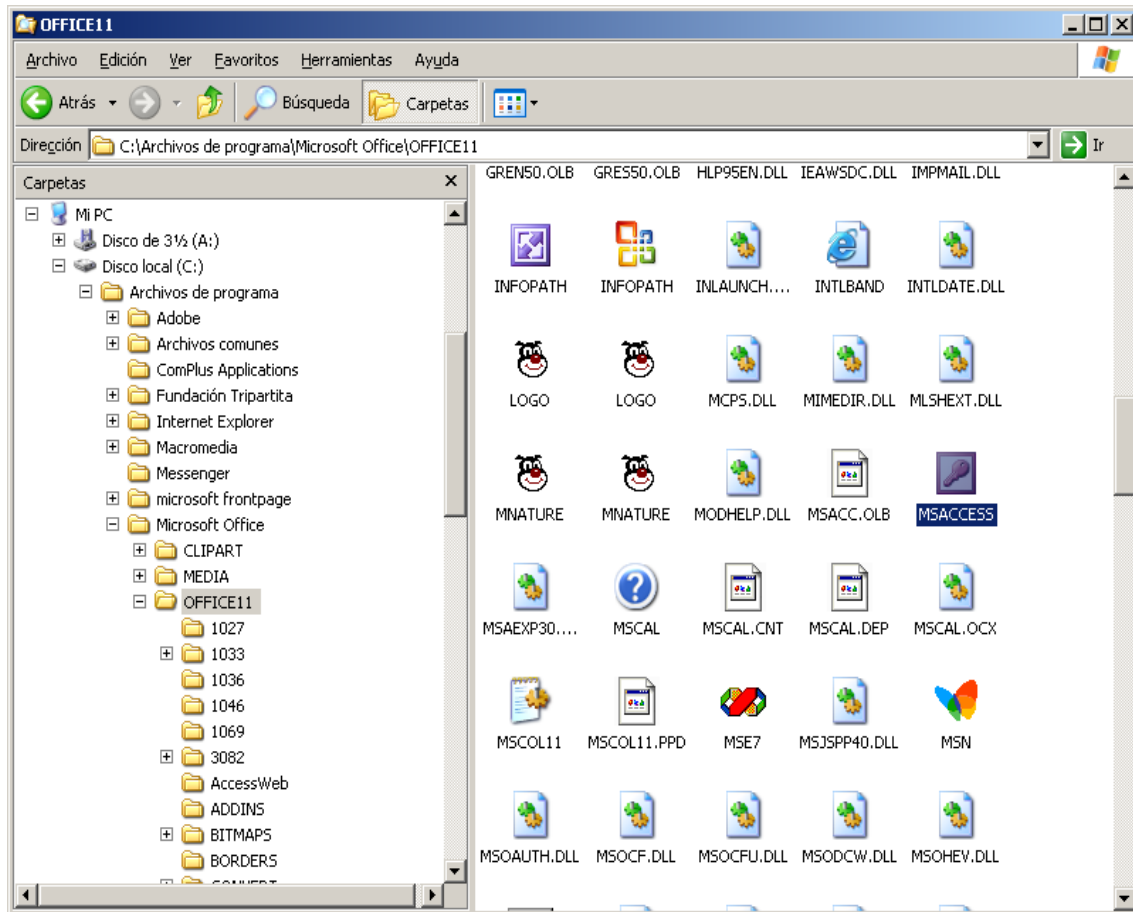 OFFICE11
Archivo Edición Ver Favoritos Herramientas Ayuda
Atrás Búsqueda Carpetas
Dirección C:\Archivos de programa\Microsoft Office\OFFICE11 Ir
Carpetas
Mi PC
Disco de 3½ (A:)
Disco local (C:)
Archivos de programa
Adobe
Archivos comunes
ComPlus Applications
Fundación Tripartita
Internet Explorer
Macromedia
Messenger
microsoft frontpage
Microsoft Office
CLIPART
MEDIA
OFFICE11
1027
1033
1036
1046
1069
3082
AccessWeb
ADDINS
BITMAPS
BORDERS
GREN50.OLB GRES50.OLB HLP95EN.DLL IEAWSDC.DLL IMPMAIL.DLL
INFOPATH INFOPATH INLAUNCH.... INTLBAND INTLDATE.DLL
LOGO LOGO MCPS.DLL MIMEDIR.DLL MLSHEXT.DLL
MNATURE MNATURE MODHELP.DLL MSACC.OLB MSACCESS
MSAEXP30.... MSCAL MSCAL.CNT MSCAL.DEP MSCAL.OCX
MSCOL11 MSCOL11.PPD MSE7 MSJSPP40.DLL MSN
MSOAUTH.DLL MSOCF.DLL MSOCFU.DLL MSODCW.DLL MSOHEV.DLL